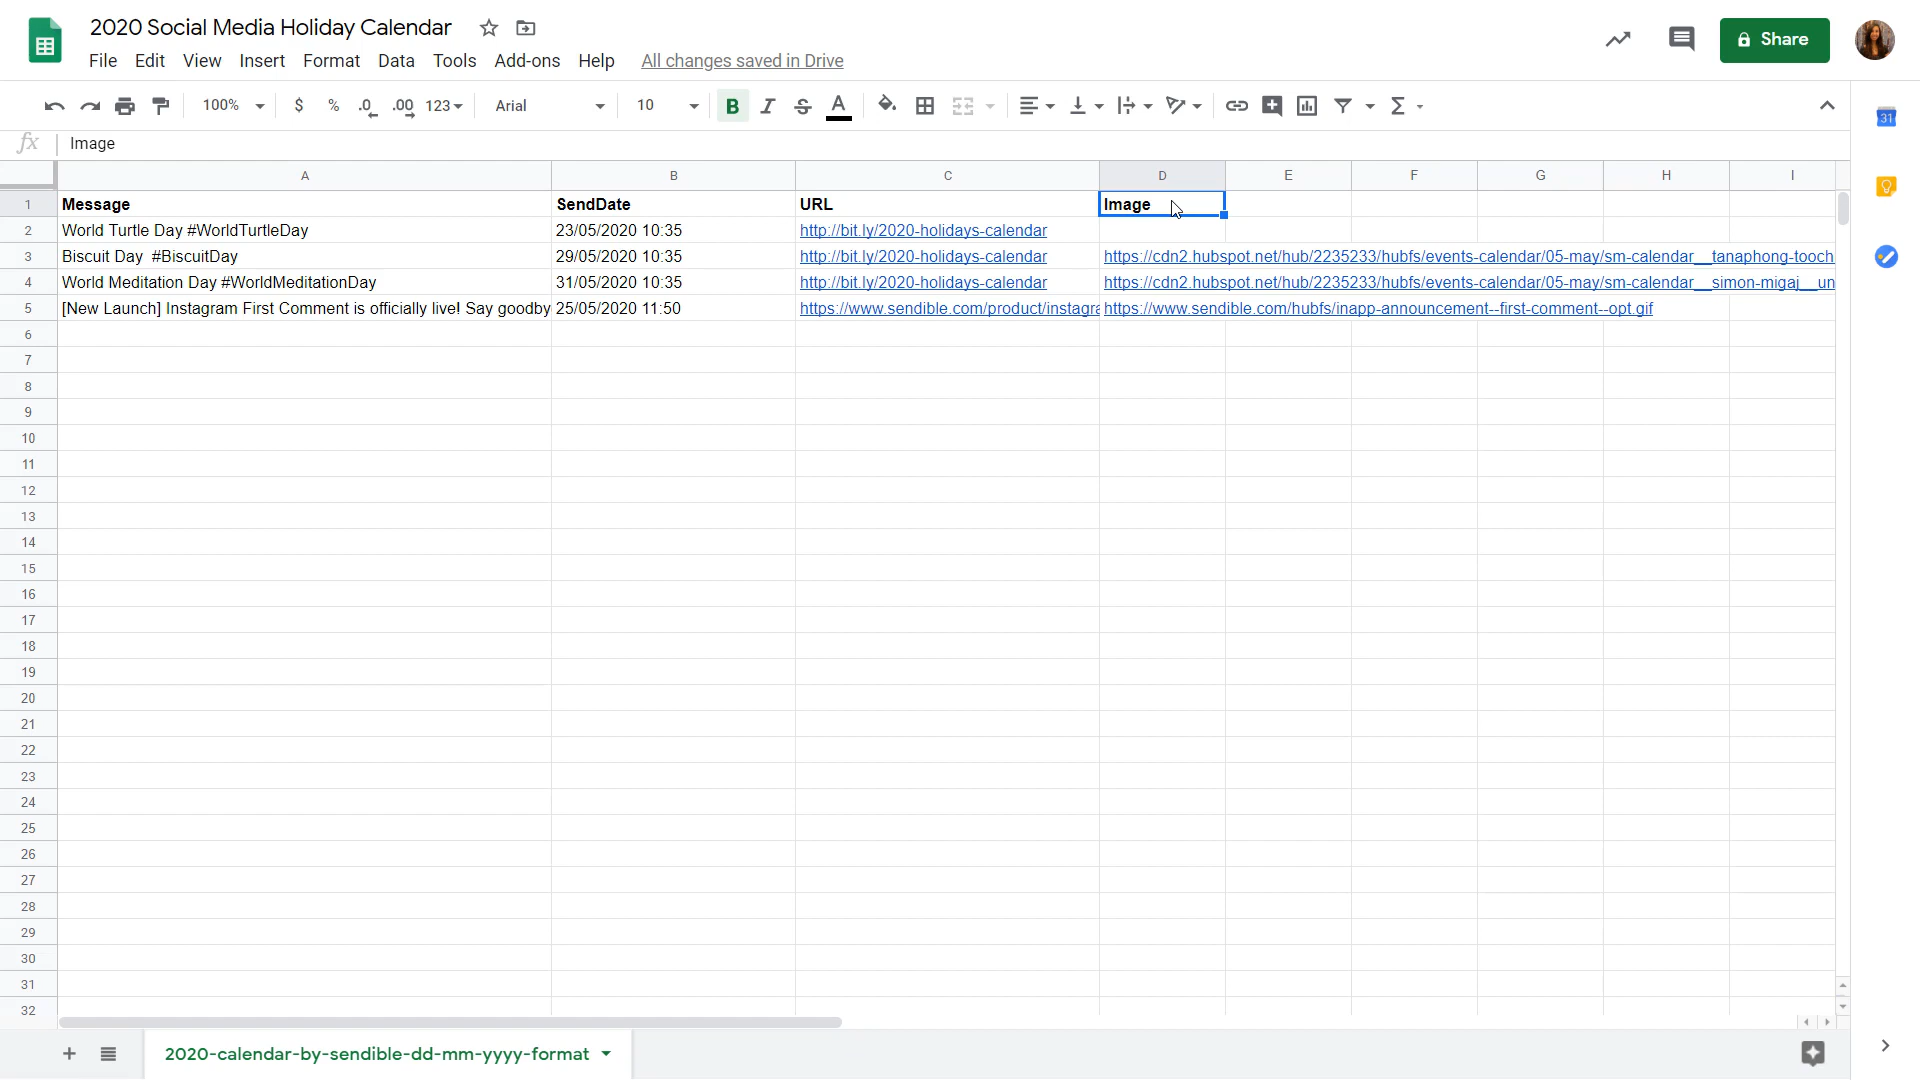 2020 Social Media Holiday Calendar
File Edit View Insert Format Data Tools Add-ons Help All changes saved in Drive
Share
100% $ % .0 .00 123 Arial 10 B I S A Σ
31
fx Image
A B C D E F G H I
1 Message SendDate URL Image
2 World Turtle Day #WorldTurtleDay 23/05/2020 10:35 http://bit.ly/2020-holidays-calendar
3 Biscuit Day  #BiscuitDay 29/05/2020 10:35 http://bit.ly/2020-holidays-calendar https://cdn2.hubspot.net/hub/2235233/hubfs/events-calendar/05-may/sm-calendar__tanaphong-tooch
4 World Meditation Day #WorldMeditationDay 31/05/2020 10:35 http://bit.ly/2020-holidays-calendar https://cdn2.hubspot.net/hub/2235233/hubfs/events-calendar/05-may/sm-calendar__simon-migaj__un
5 [New Launch] Instagram First Comment is officially live! Say goodby 25/05/2020 11:50 https://www.sendible.com/product/instagra https://www.sendible.com/hubfs/inapp-announcement--first-comment--opt.gif
6
7
8
9
10
11
12
13
14
15
16
17
18
19
20
21
22
23
24
25
26
27
28
29
30
31
32
2020-calendar-by-sendible-dd-mm-yyyy-format